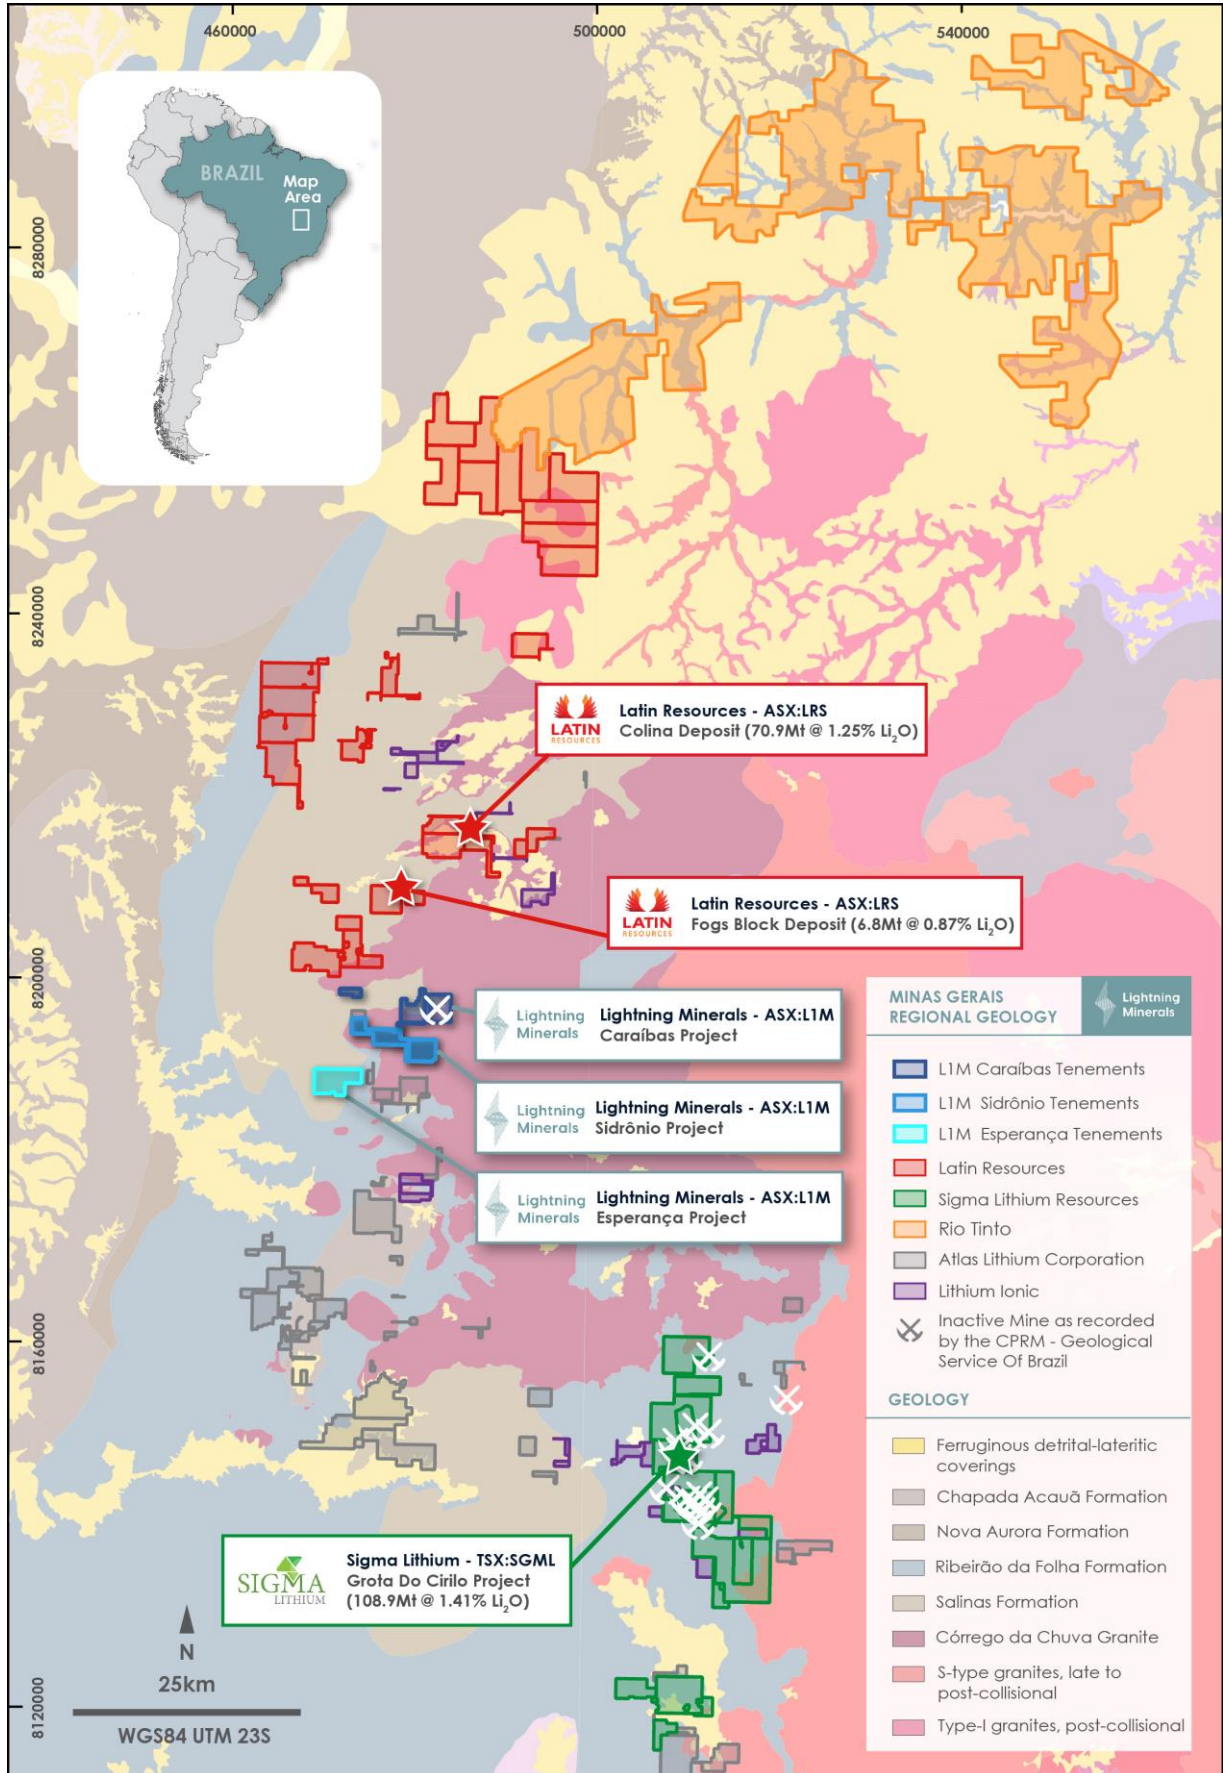 460000
500000
540000
BRAZIL
Map
Area
8280000
8240000
8200000
8160000
8120000
LATIN
RESOURCES
Latin Resources - ASX:LRS
Colina Deposit (70.9Mt @ 1.25% Li₂O)
LATIN
RESOURCES
Latin Resources - ASX:LRS
Fogs Block Deposit (6.8Mt @ 0.87% Li₂O)
Lightning
Minerals
Lightning Minerals - ASX:L1M
Caraíbas Project
Lightning
Minerals
Lightning Minerals - ASX:L1M
Sidrônio Project
Lightning
Minerals
Lightning Minerals - ASX:L1M
Esperança Project
SIGMA
LITHIUM
Sigma Lithium - TSX:SGML
Grota Do Cirilo Project
(108.9Mt @ 1.41% Li₂O)
N
25km
WGS84 UTM 23S
MINAS GERAIS
REGIONAL GEOLOGY
Lightning
Minerals
L1M Caraíbas Tenements
L1M Sidrônio Tenements
L1M Esperança Tenements
Latin Resources
Sigma Lithium Resources
Rio Tinto
Atlas Lithium Corporation
Lithium Ionic
Inactive Mine as recorded
by the CPRM - Geological
Service Of Brazil
GEOLOGY
Ferruginous detrital-lateritic
coverings
Chapada Acauã Formation
Nova Aurora Formation
Ribeirão da Folha Formation
Salinas Formation
Córrego da Chuva Granite
S-type granites, late to
post-collisional
Type-I granites, post-collisional